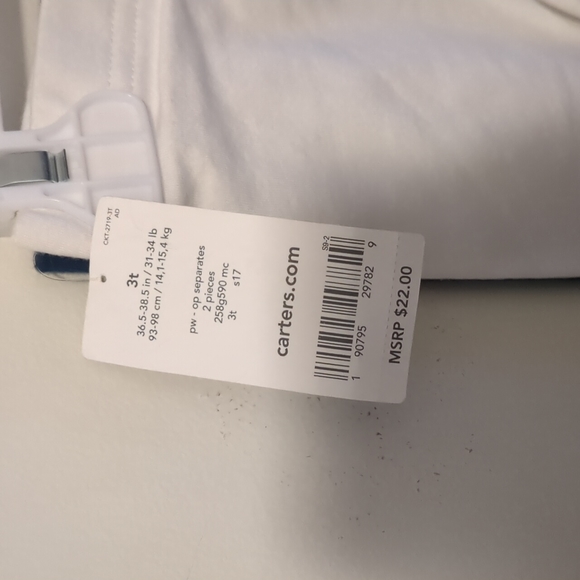 CXT-2719-3T
AO
3t
36.5-38.5 in / 31-34 lb
93-98 cm / 14,1-15,4 kg
pw - op separates
2 pieces
258g590 mc
3t s17
carters.com
S9-2
1 90795 29782 9
MSRP $22.00